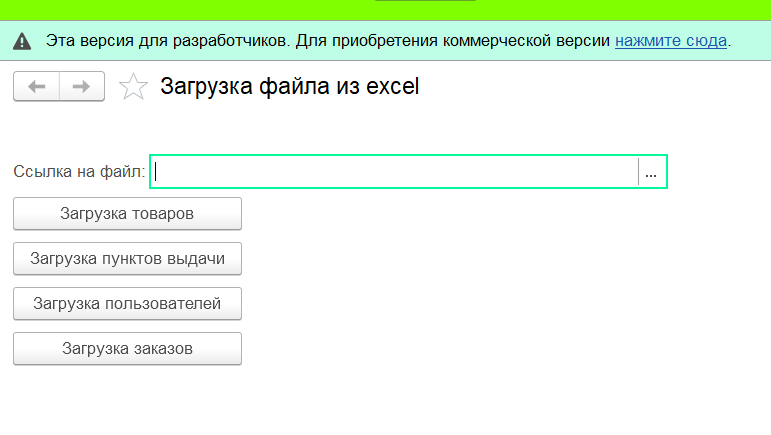 Эта версия для разработчиков. Для приобретения коммерческой версии нажмите сюда.
Загрузка файла из excel
Ссылка на файл: ...
Загрузка товаров
Загрузка пунктов выдачи
Загрузка пользователей
Загрузка заказов